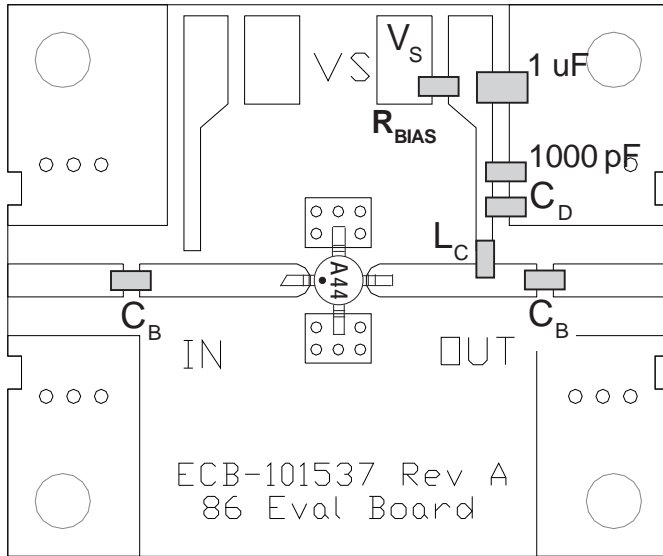 VS
V_S
1 uF
R_BIAS
1000 pF
C_D
L_C
A44
C_B
C_B
IN
OUT
ECB-101537 Rev A
86 Eval Board